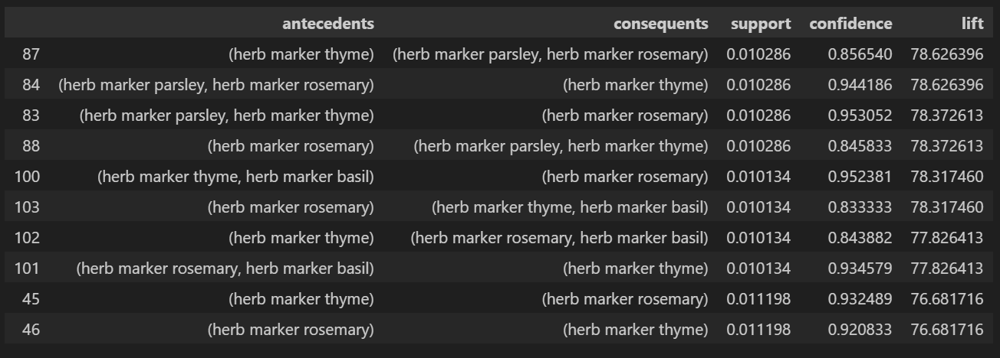 antecedents consequents support confidence lift
87 (herb marker thyme) (herb marker parsley, herb marker rosemary) 0.010286 0.856540 78.626396
84 (herb marker parsley, herb marker rosemary) (herb marker thyme) 0.010286 0.944186 78.626396
83 (herb marker parsley, herb marker thyme) (herb marker rosemary) 0.010286 0.953052 78.372613
88 (herb marker rosemary) (herb marker parsley, herb marker thyme) 0.010286 0.845833 78.372613
100 (herb marker thyme, herb marker basil) (herb marker rosemary) 0.010134 0.952381 78.317460
103 (herb marker rosemary) (herb marker thyme, herb marker basil) 0.010134 0.833333 78.317460
102 (herb marker thyme) (herb marker rosemary, herb marker basil) 0.010134 0.843882 77.826413
101 (herb marker rosemary, herb marker basil) (herb marker thyme) 0.010134 0.934579 77.826413
45 (herb marker thyme) (herb marker rosemary) 0.011198 0.932489 76.681716
46 (herb marker rosemary) (herb marker thyme) 0.011198 0.920833 76.681716